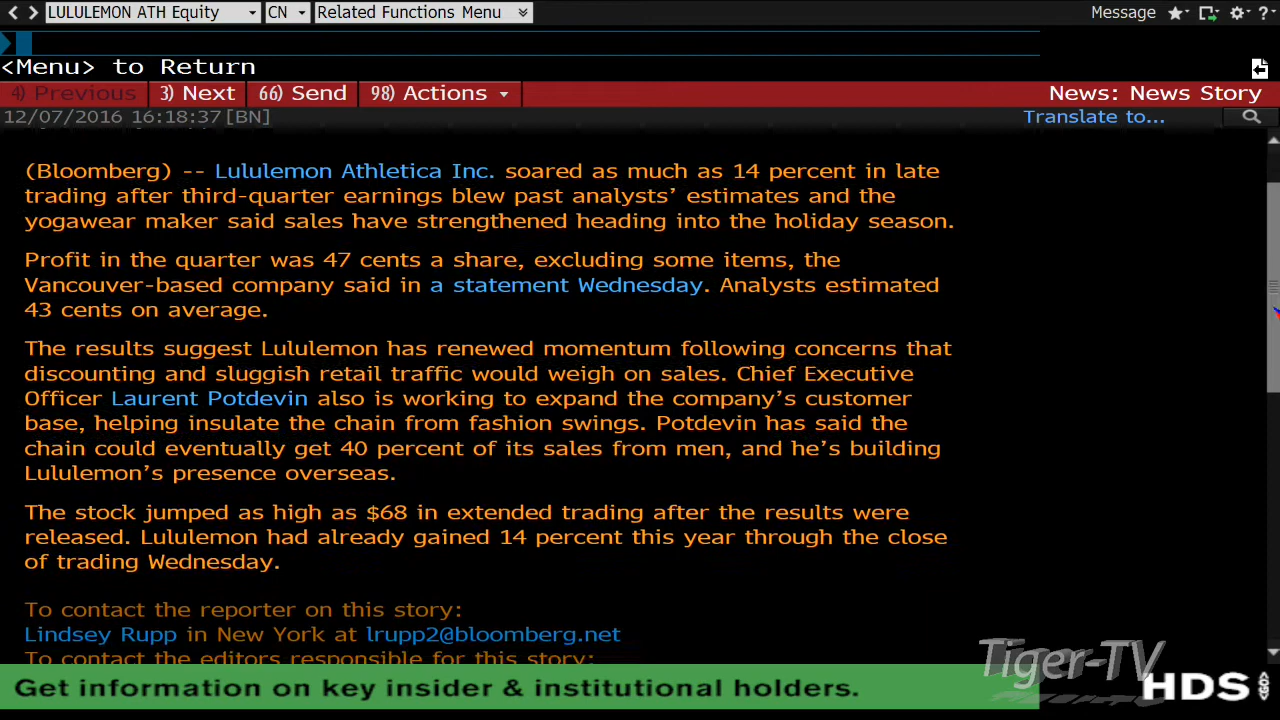 LULULEMON ATH Equity CN Related Functions Menu Message ?
<Menu> to Return
4) Previous 3) Next 66) Send 98) Actions News: News Story
12/07/2016 16:18:37[BN] Translate to...
(Bloomberg) -- Lululemon Athletica Inc. soared as much as 14 percent in late
trading after third-quarter earnings blew past analysts’ estimates and the
yogawear maker said sales have strengthened heading into the holiday season.
Profit in the quarter was 47 cents a share, excluding some items, the
Vancouver-based company said in a statement Wednesday. Analysts estimated
43 cents on average.
The results suggest Lululemon has renewed momentum following concerns that
discounting and sluggish retail traffic would weigh on sales. Chief Executive
Officer Laurent Potdevin also is working to expand the company’s customer
base, helping insulate the chain from fashion swings. Potdevin has said the
chain could eventually get 40 percent of its sales from men, and he’s building
Lululemon’s presence overseas.
The stock jumped as high as $68 in extended trading after the results were
released. Lululemon had already gained 14 percent this year through the close
of trading Wednesday.
To contact the reporter on this story:
Lindsey Rupp in New York at lrupp2@bloomberg.net
To contact the editors responsible for this story:
Tiger-TV
Get information on key insider & institutional holders. HDS <GO>